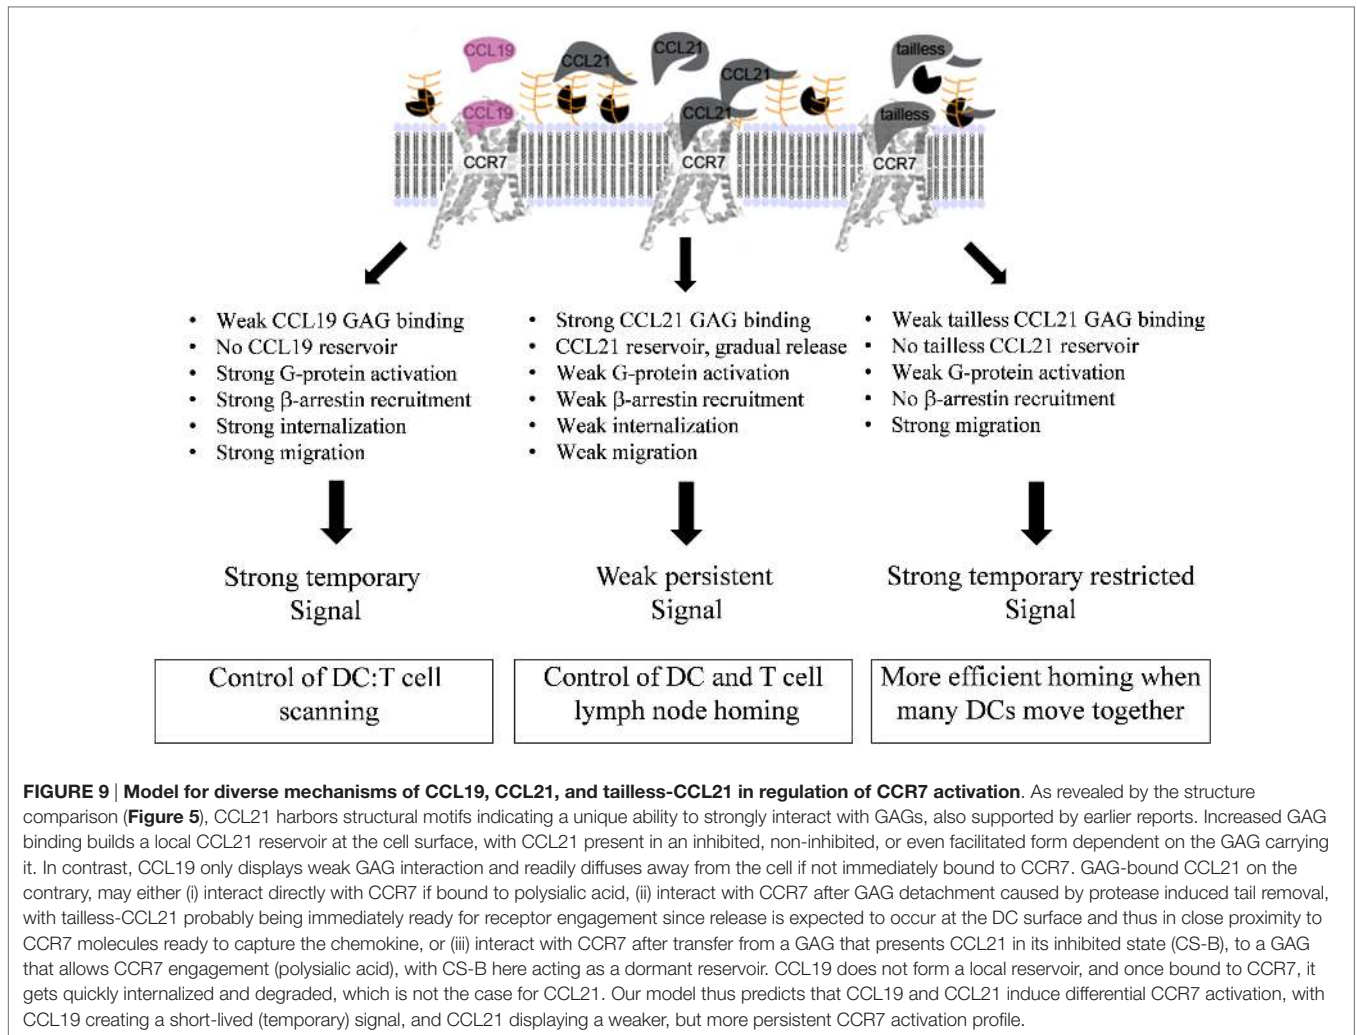 CCL19
CCL21
CCL21
CCL21
tailless
CCL19
CCL21
tailless
CCR7
CCR7
CCR7
• Weak CCL19 GAG binding
• No CCL19 reservoir
• Strong G-protein activation
• Strong β-arrestin recruitment
• Strong internalization
• Strong migration
• Strong CCL21 GAG binding
• CCL21 reservoir, gradual release
• Weak G-protein activation
• Weak β-arrestin recruitment
• Weak internalization
• Weak migration
• Weak tailless CCL21 GAG binding
• No tailless CCL21 reservoir
• Weak G-protein activation
• No β-arrestin recruitment
• Strong migration
Strong temporary
Signal
Weak persistent
Signal
Strong temporary restricted
Signal
Control of DC:T cell
scanning
Control of DC and T cell
lymph node homing
More efficient homing when
many DCs move together
FIGURE 9 | Model for diverse mechanisms of CCL19, CCL21, and tailless-CCL21 in regulation of CCR7 activation. As revealed by the structure
comparison (Figure 5), CCL21 harbors structural motifs indicating a unique ability to strongly interact with GAGs, also supported by earlier reports. Increased GAG
binding builds a local CCL21 reservoir at the cell surface, with CCL21 present in an inhibited, non-inhibited, or even facilitated form dependent on the GAG carrying
it. In contrast, CCL19 only displays weak GAG interaction and readily diffuses away from the cell if not immediately bound to CCR7. GAG-bound CCL21 on the
contrary, may either (i) interact directly with CCR7 if bound to polysialic acid, (ii) interact with CCR7 after GAG detachment caused by protease induced tail removal,
with tailless-CCL21 probably being immediately ready for receptor engagement since release is expected to occur at the DC surface and thus in close proximity to
CCR7 molecules ready to capture the chemokine, or (iii) interact with CCR7 after transfer from a GAG that presents CCL21 in its inhibited state (CS-B), to a GAG
that allows CCR7 engagement (polysialic acid), with CS-B here acting as a dormant reservoir. CCL19 does not form a local reservoir, and once bound to CCR7, it
gets quickly internalized and degraded, which is not the case for CCL21. Our model thus predicts that CCL19 and CCL21 induce differential CCR7 activation, with
CCL19 creating a short-lived (temporary) signal, and CCL21 displaying a weaker, but more persistent CCR7 activation profile.